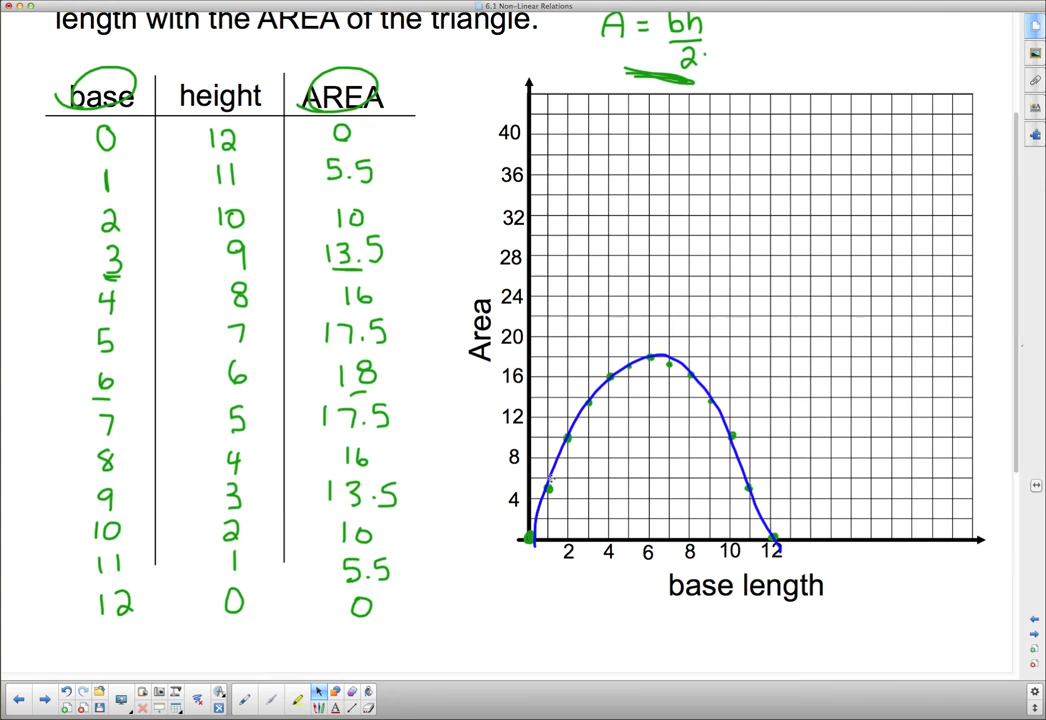 6.1 Non-Linear Relations
length with the AREA of the triangle.
A = bh
2
base height AREA
0 12 0
1 11 5.5
2 10 10
3 9 13.5
4 8 16
5 7 17.5
6 6 18
7 5 17.5
8 4 16
9 3 13.5
10 2 10
11 1 5.5
12 0 0
Area
40
36
32
28
24
20
16
12
8
4
2 4 6 8 10 12
base length